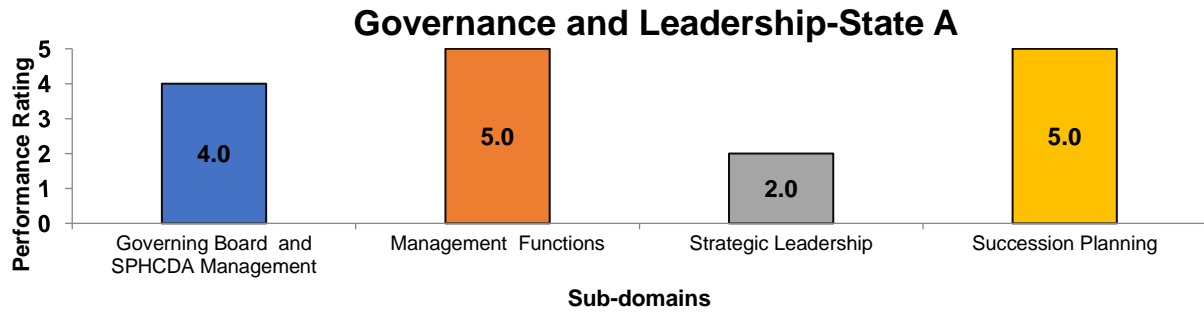 Governance and Leadership-State A
Performance Rating
5
4
3
2
1
0
4.0
5.0
2.0
5.0
Governing Board and
SPHCDA Management
Management Functions
Strategic Leadership
Succession Planning
Sub-domains